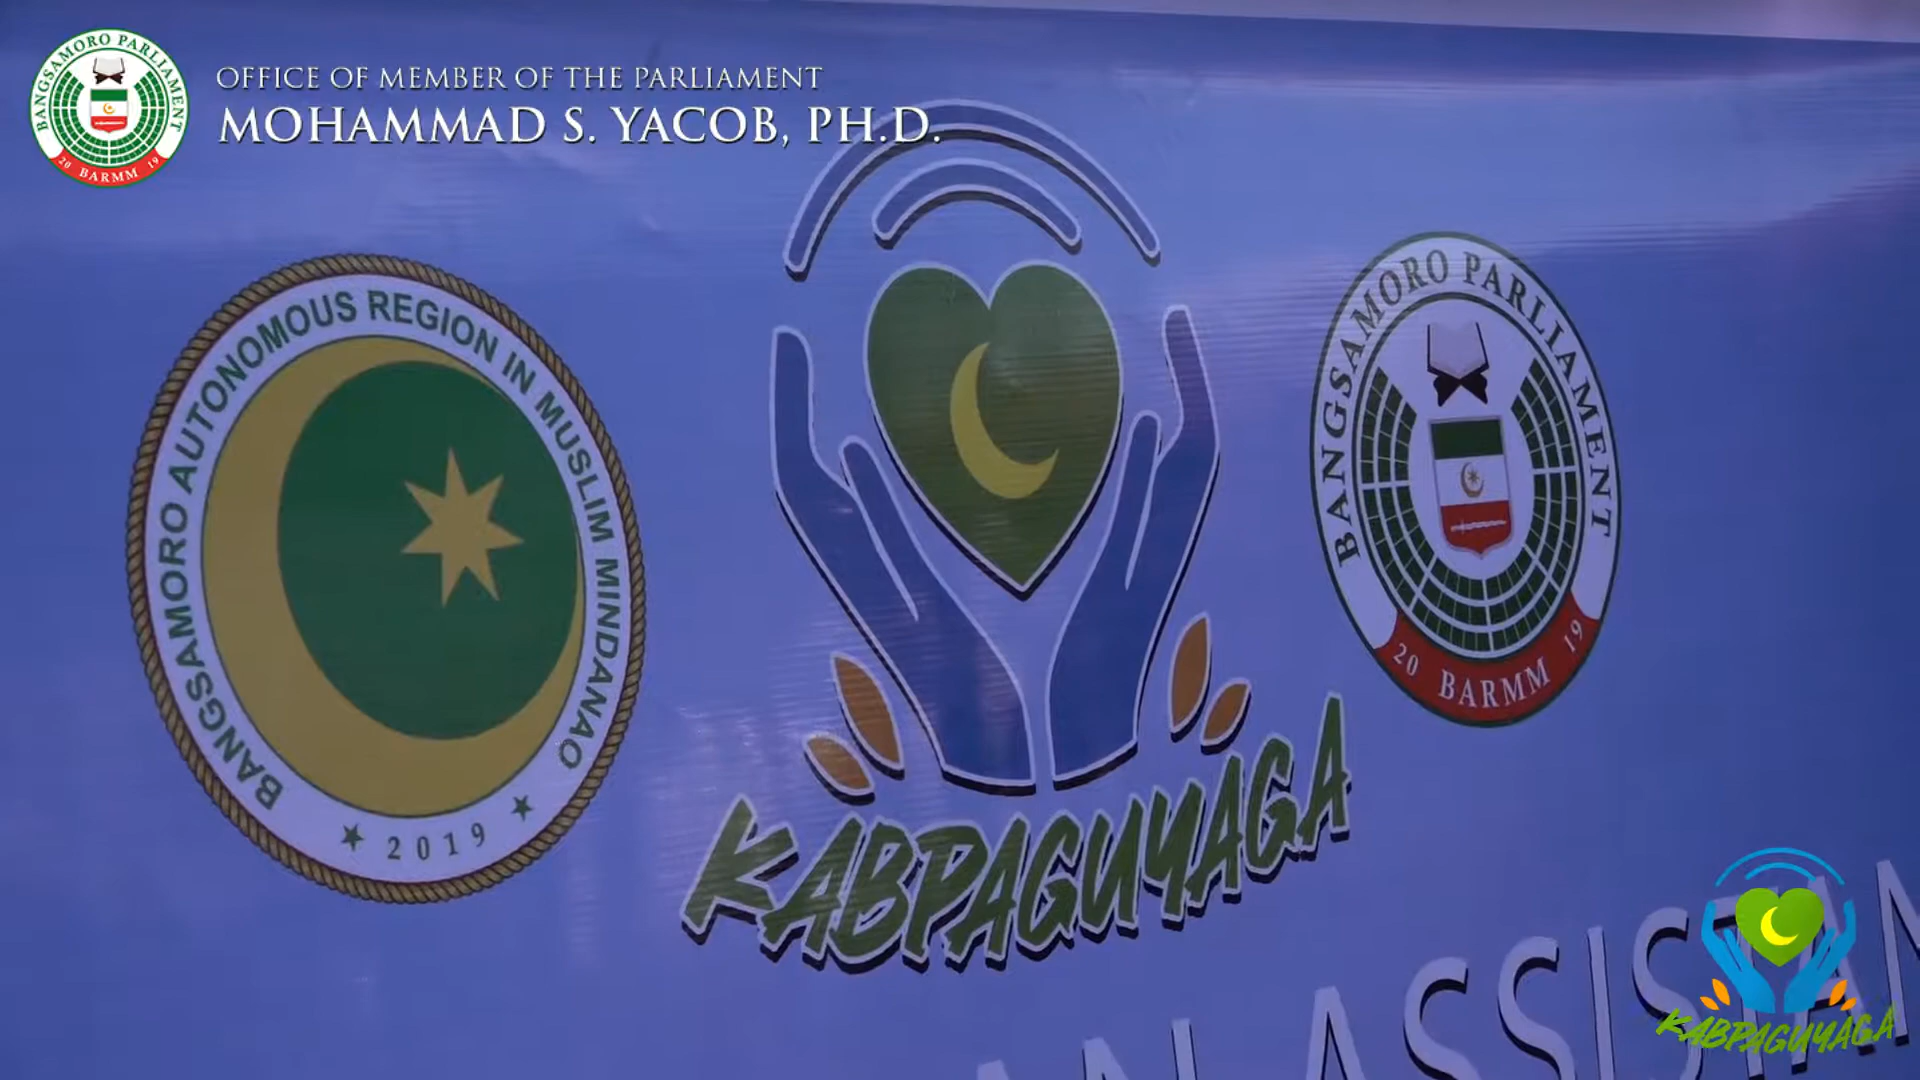 BANGSAMORO PARLIAMENT
20 BARMM 19
OFFICE OF MEMBER OF THE PARLIAMENT
MOHAMMAD S. YACOB, PH.D.
BANGSAMORO AUTONOMOUS REGION IN MUSLIM MINDANAO
★ 2019 ★
KABPAGUYAGA
BANGSAMORO PARLIAMENT
20 BARMM 19
KABPAGUYAGA